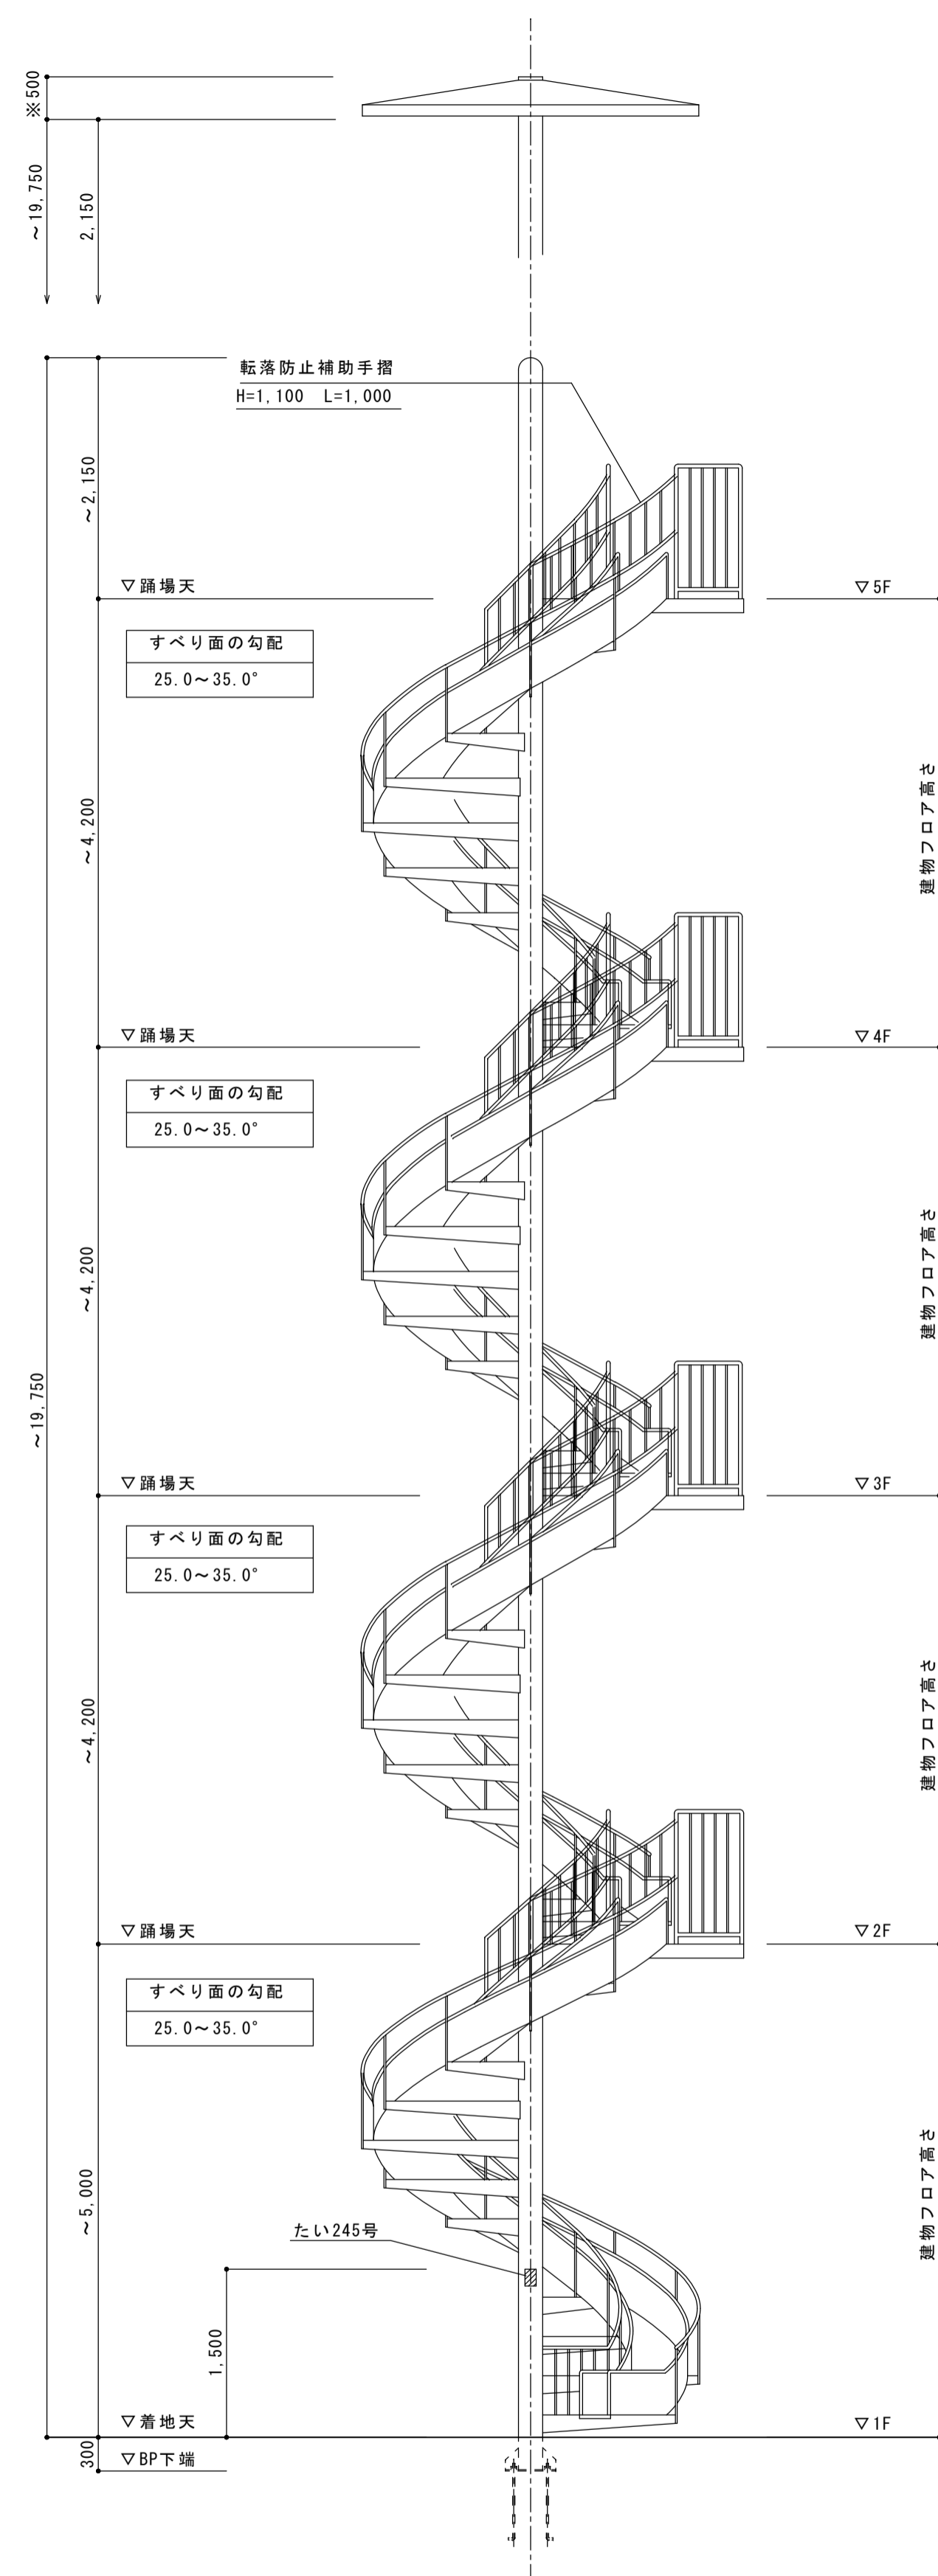 ※500
～19,750
2,150
転落防止補助手摺
H=1,100 L=1,000
～2,150
▽踊場天
▽5F
すべり面の勾配
25.0～35.0°
建物フロア高さ
～4,200
▽踊場天
▽4F
すべり面の勾配
25.0～35.0°
建物フロア高さ
～4,200
～19,750
▽踊場天
▽3F
すべり面の勾配
25.0～35.0°
建物フロア高さ
～4,200
▽踊場天
▽2F
すべり面の勾配
25.0～35.0°
建物フロア高さ
～5,000
たい245号
1,500
▽着地天
▽1F
300
▽BP下端